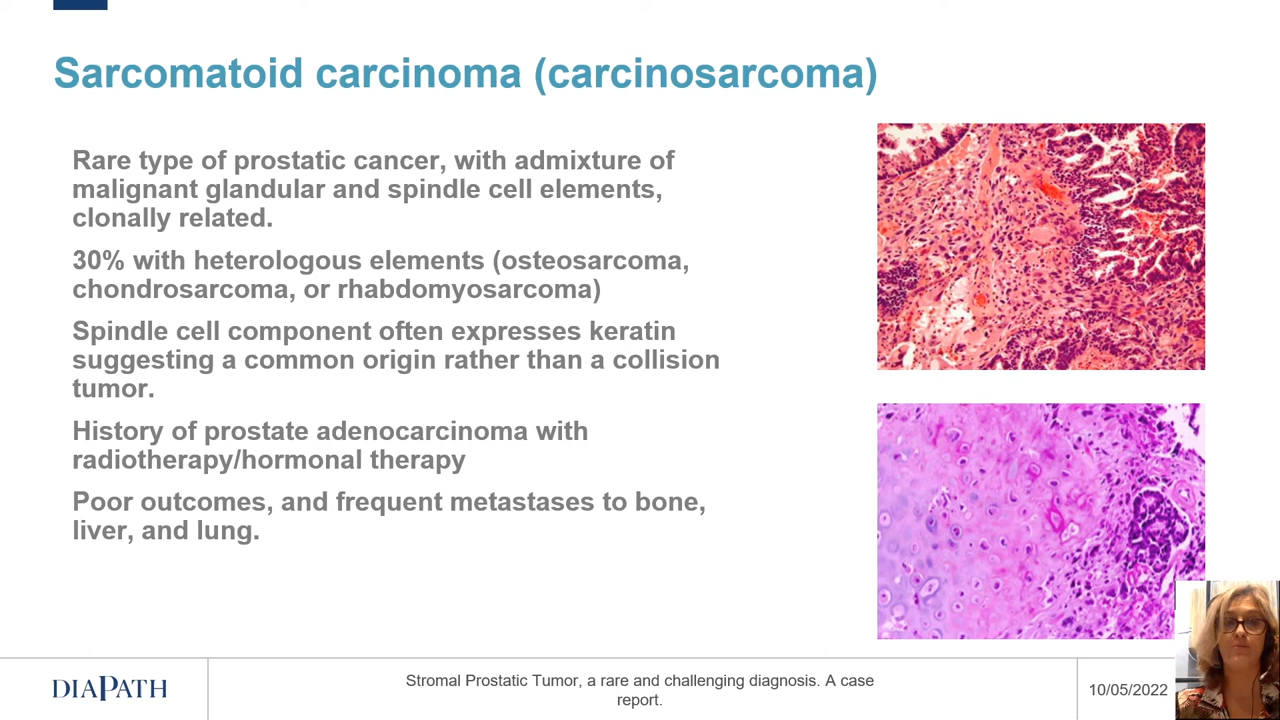 Sarcomatoid carcinoma (carcinosarcoma)
Rare type of prostatic cancer, with admixture of
malignant glandular and spindle cell elements,
clonally related.
30% with heterologous elements (osteosarcoma,
chondrosarcoma, or rhabdomyosarcoma)
Spindle cell component often expresses keratin
suggesting a common origin rather than a collision
tumor.
History of prostate adenocarcinoma with
radiotherapy/hormonal therapy
Poor outcomes, and frequent metastases to bone,
liver, and lung.
DIAPATH
Stromal Prostatic Tumor, a rare and challenging diagnosis. A case
report.
10/05/2022